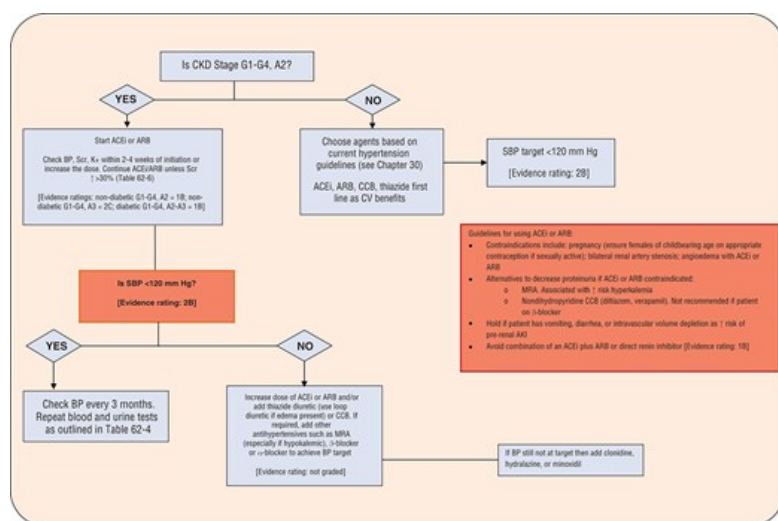 Is CKD Stage G1-G4, A2?
YES
NO
Start ACEi or ARB
Check BP, Scr, K+ within 2-4 weeks of initiation or
increase the dose. Continue ACEi/ARB unless Scr
↑ >30% (Table 62-6)
[Evidence ratings: non-diabetic G1-G4, A2 = 1B; non-
diabetic G1-G4, A3 = 2C; diabetic G1-G4, A2-A3 = 1B]
Choose agents based on
current hypertension
guidelines (see Chapter 30)
ACEi, ARB, CCB, thiazide first
line as CV benefits
SBP target <120 mm Hg
[Evidence rating: 2B]
Guidelines for using ACEi or ARB:
• Contraindications include: pregnancy (ensure females of childbearing age on appropriate
contraception if sexually active); bilateral renal artery stenosis; angioedema with ACEi or
ARB
• Alternatives to decrease proteinuria if ACEi or ARB contraindicated:
o MRA. Associated with ↑ risk hyperkalemia
o Nondihydropyridine CCB (diltiazem, verapamil). Not recommended if patient
on β-blocker
• Hold if patient has vomiting, diarrhea, or intravascular volume depletion as ↑ risk of
pre-renal AKI
• Avoid combination of an ACEi plus ARB or direct renin inhibitor [Evidence rating: 1B]
Is SBP <120 mm Hg?
[Evidence rating: 2B]
YES
NO
Check BP every 3 months.
Repeat blood and urine tests
as outlined in Table 62-4
Increase dose of ACEi or ARB and/or
add thiazide diuretic (use loop
diuretic if edema present) or CCB. If
required, add other
antihypertensives such as MRA
(especially if hypokalemic), β-blocker
or α-blocker to achieve BP target
[Evidence rating: not graded]
If BP still not at target then add clonidine,
hydralazine, or minoxidil